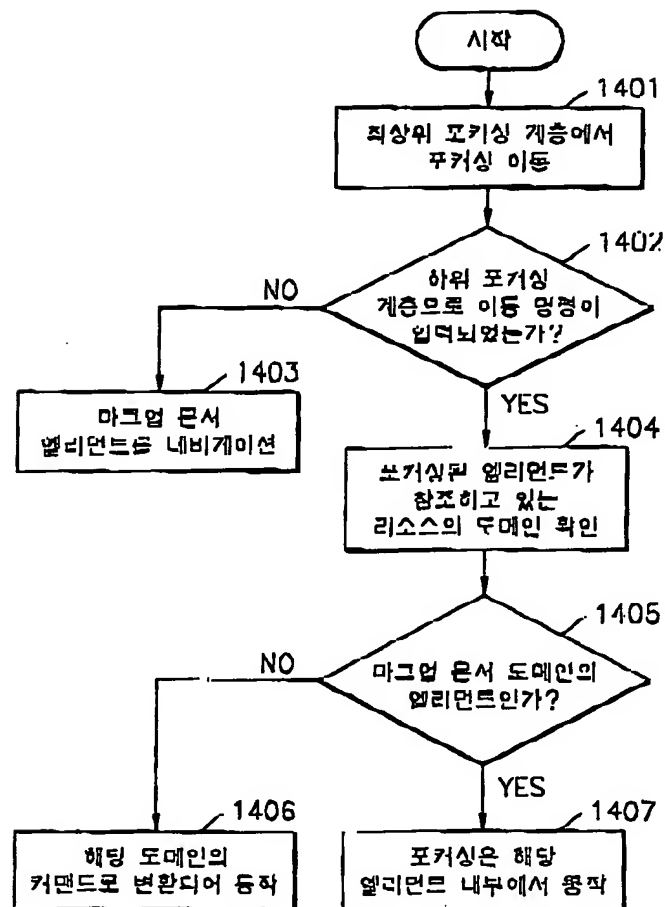 시작
1401
최상위 포커싱 계층에서
포커싱 이동
1402
하위 포커싱
계층으로 이동 명령이
입력되었는가?
NO
1403
마크업 문서
엘리먼트를 네비게이션
YES
1404
포커싱된 엘리먼트가
참조하고 있는
리소스의 도메인 확인
1405
마크업 문서 도메인의
엘리먼트인가?
NO
YES
1406
해당 도메인의
커맨드로 변환되어 동작
1407
포커싱은 해당
엘리먼트 내부에서 동작